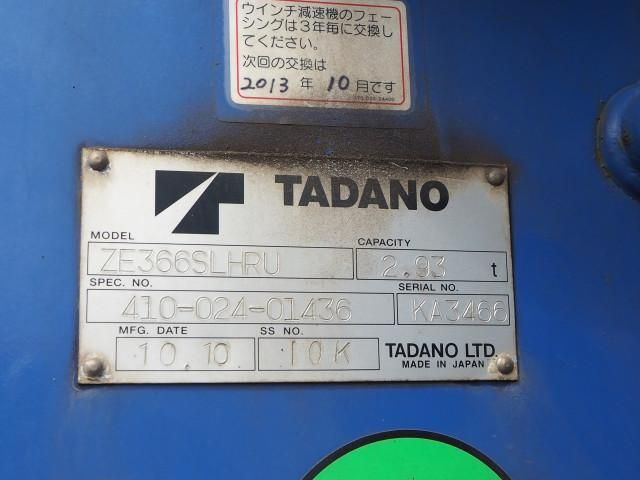 ウインチ減速機のフェー
シングは3年毎に交換し
てください。
次回の交換は
2013 年 10 月です
TADANO
MODEL
CAPACITY
ZE366SLHRU
2.93 t
SPEC. NO.
SERIAL NO.
410-024-01436
KA3466
MFG. DATE
SS NO.
10.10
10K
TADANO LTD.
MADE IN JAPAN